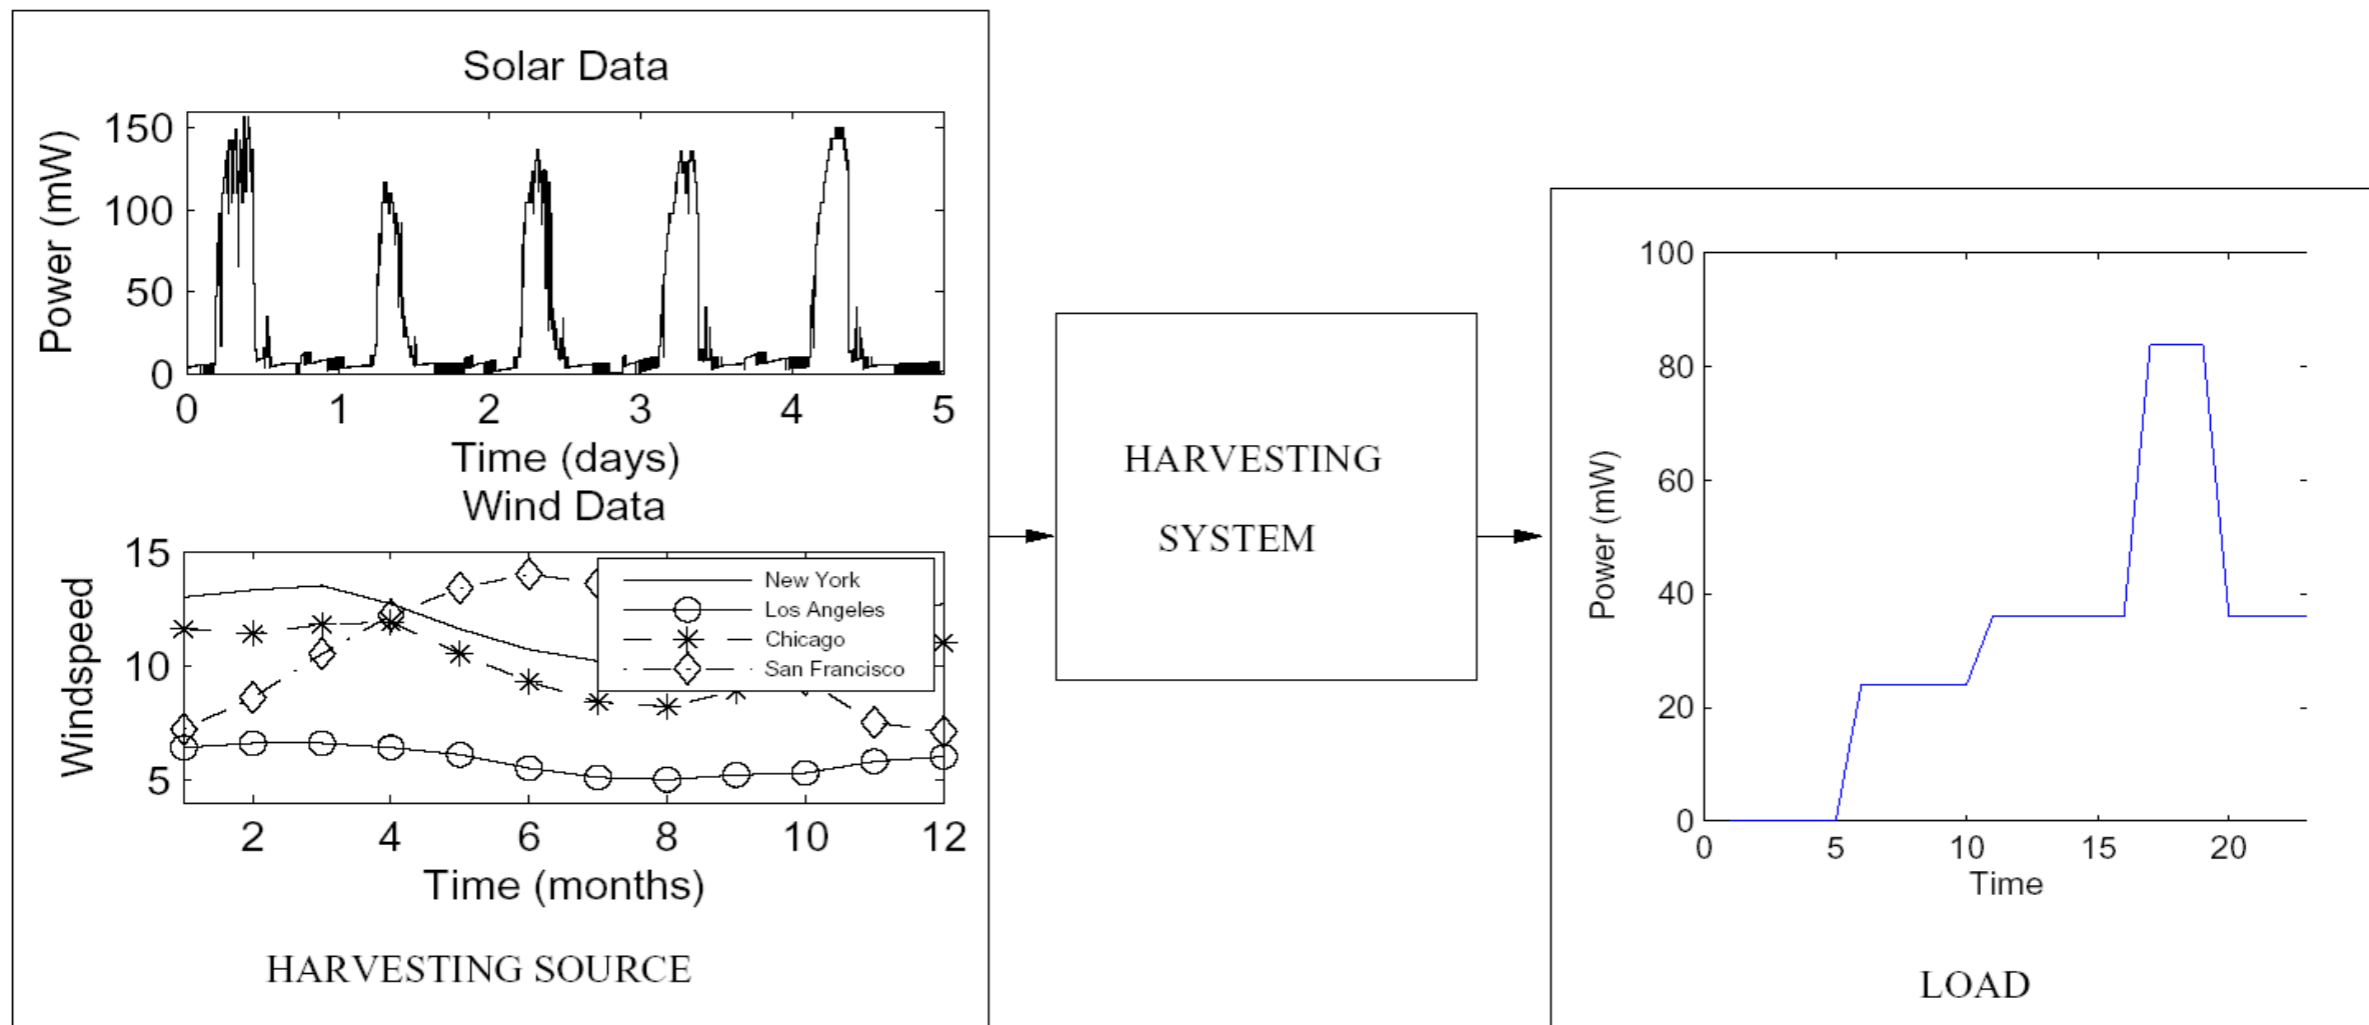 Solar Data
150
100
50
0
Power (mW)
0 1 2 3 4 5
Time (days)
Wind Data
15
10
5
Windspeed
New York
Los Angeles
Chicago
San Francisco
2 4 6 8 10 12
Time (months)
HARVESTING SOURCE
HARVESTING
SYSTEM
100
80
60
40
20
0
Power (mW)
0 5 10 15 20
Time
LOAD